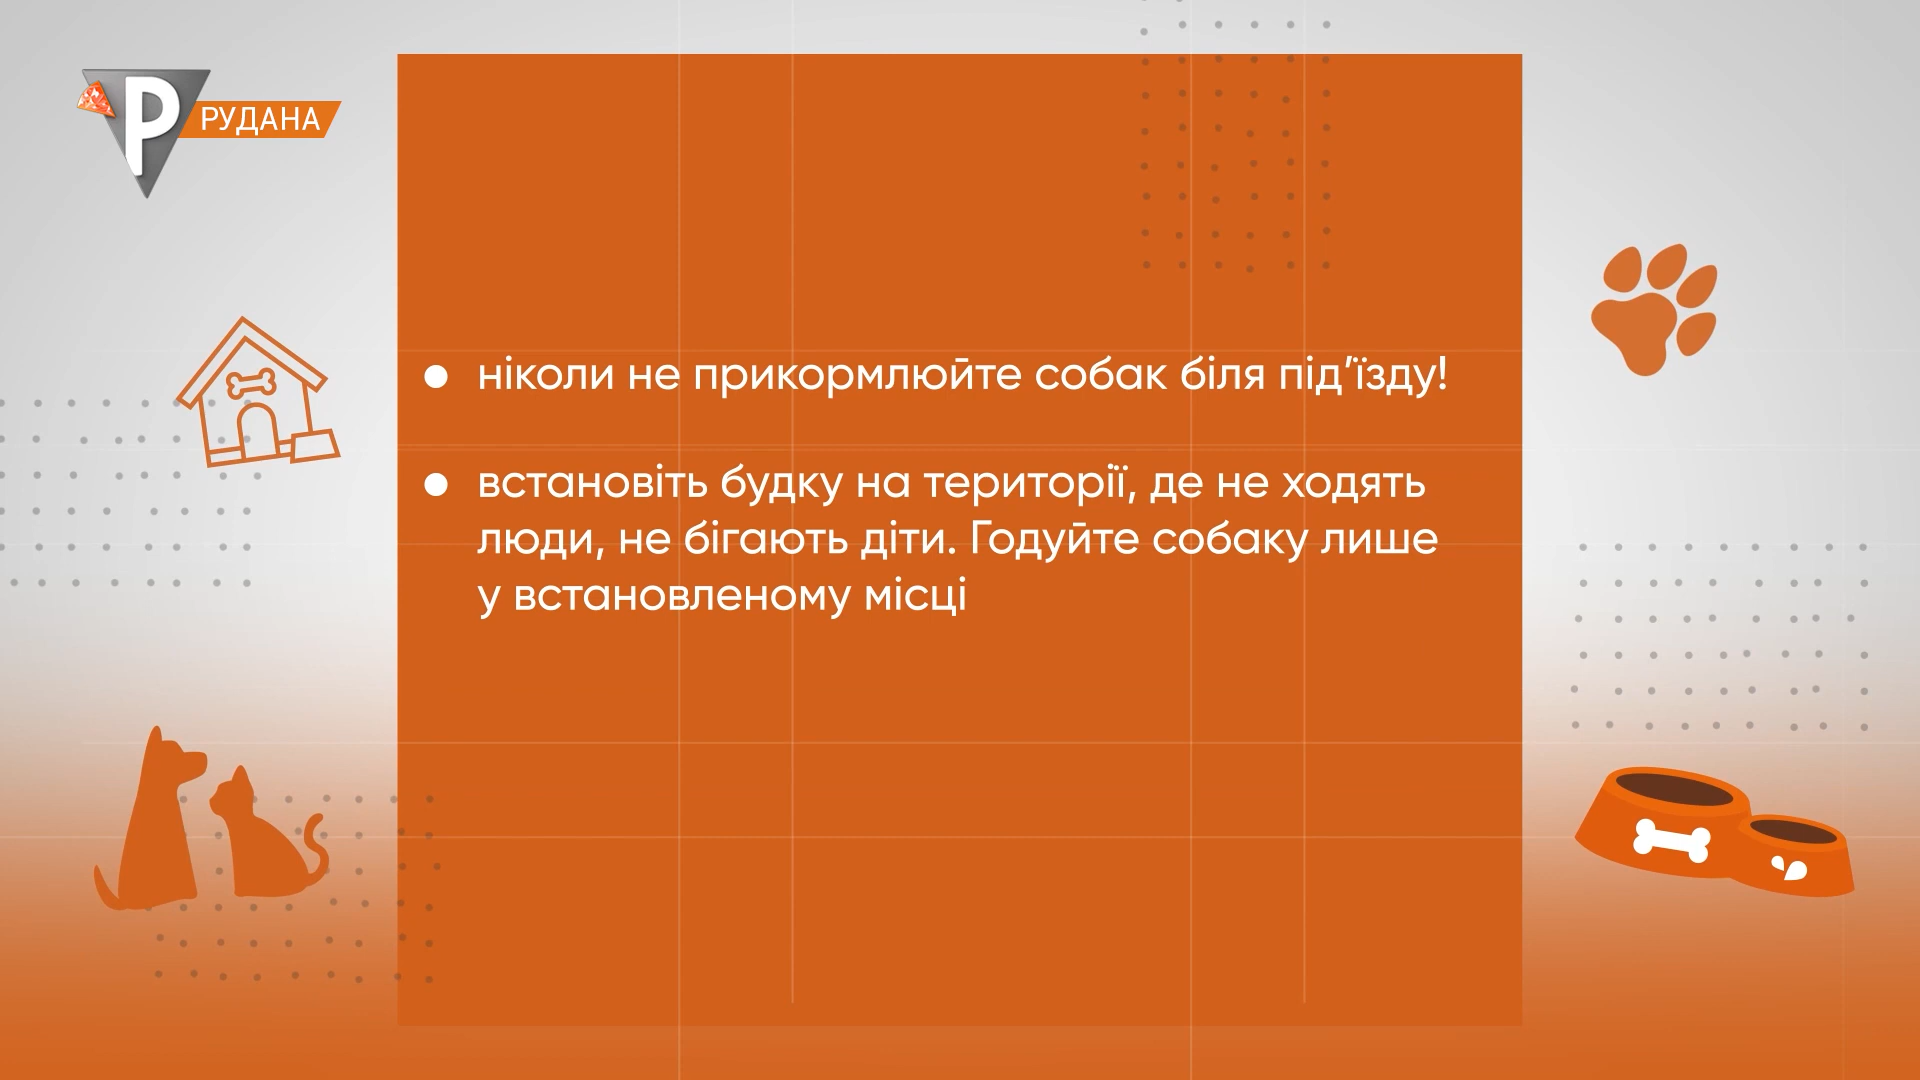 Р РУДАНА
● ніколи не прикормлюйте собак біля під’їзду!
● встановіть будку на території, де не ходять
люди, не бігають діти. Годуйте собаку лише
у встановленому місці